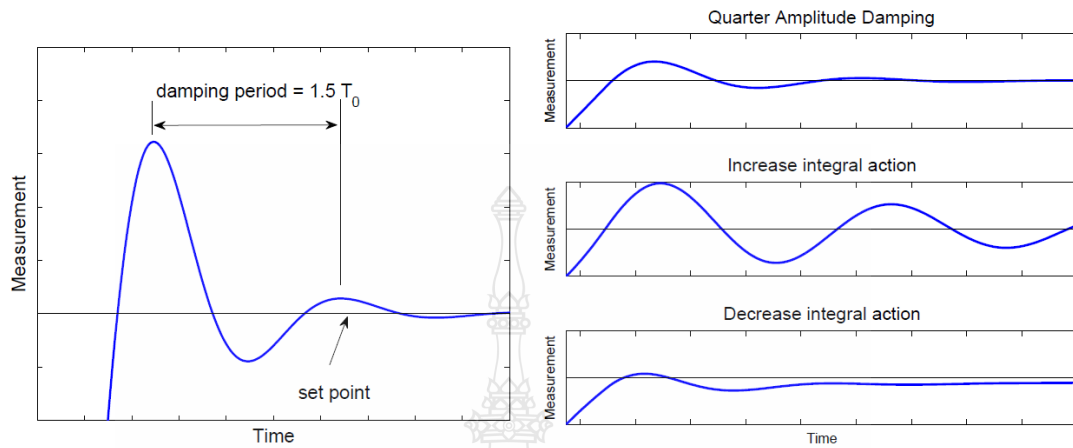 damping period = 1.5 T0
set point
Measurement
Time
Quarter Amplitude Damping
Measurement
Increase integral action
Measurement
Decrease integral action
Measurement
Time